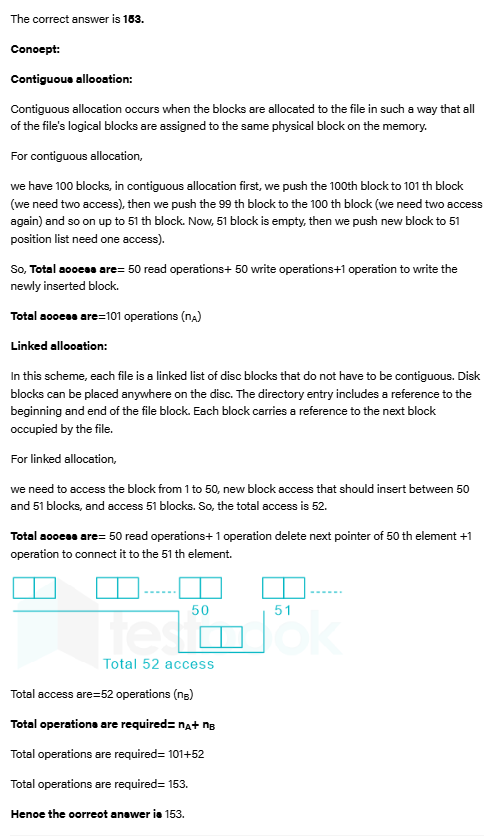 The correct answer is 153.
Concept:
Contiguous allocation:
Contiguous allocation occurs when the blocks are allocated to the file in such a way that all
of the file's logical blocks are assigned to the same physical block on the memory.
For contiguous allocation,
we have 100 blocks, in contiguous allocation first, we push the 100th block to 101 th block
(we need two access), then we push the 99 th block to the 100 th block (we need two access
again) and so on up to 51 th block. Now, 51 block is empty, then we push new block to 51
position list need one access).
So, Total access are= 50 read operations+ 50 write operations+1 operation to write the
newly inserted block.
Total access are=101 operations (nA)
Linked allocation:
In this scheme, each file is a linked list of disc blocks that do not have to be contiguous. Disk
blocks can be placed anywhere on the disc. The directory entry includes a reference to the
beginning and end of the file block. Each block carries a reference to the next block
occupied by the file.
For linked allocation,
we need to access the block from 1 to 50, new block access that should insert between 50
and 51 blocks, and access 51 blocks. So, the total access is 52.
Total access are= 50 read operations+ 1 operation delete next pointer of 50 th element +1
operation to connect it to the 51 th element.
50 51
testbook
Total 52 access
Total access are=52 operations (nB)
Total operations are required= nA+ nB
Total operations are required= 101+52
Total operations are required= 153.
Hence the correct answer is 153.